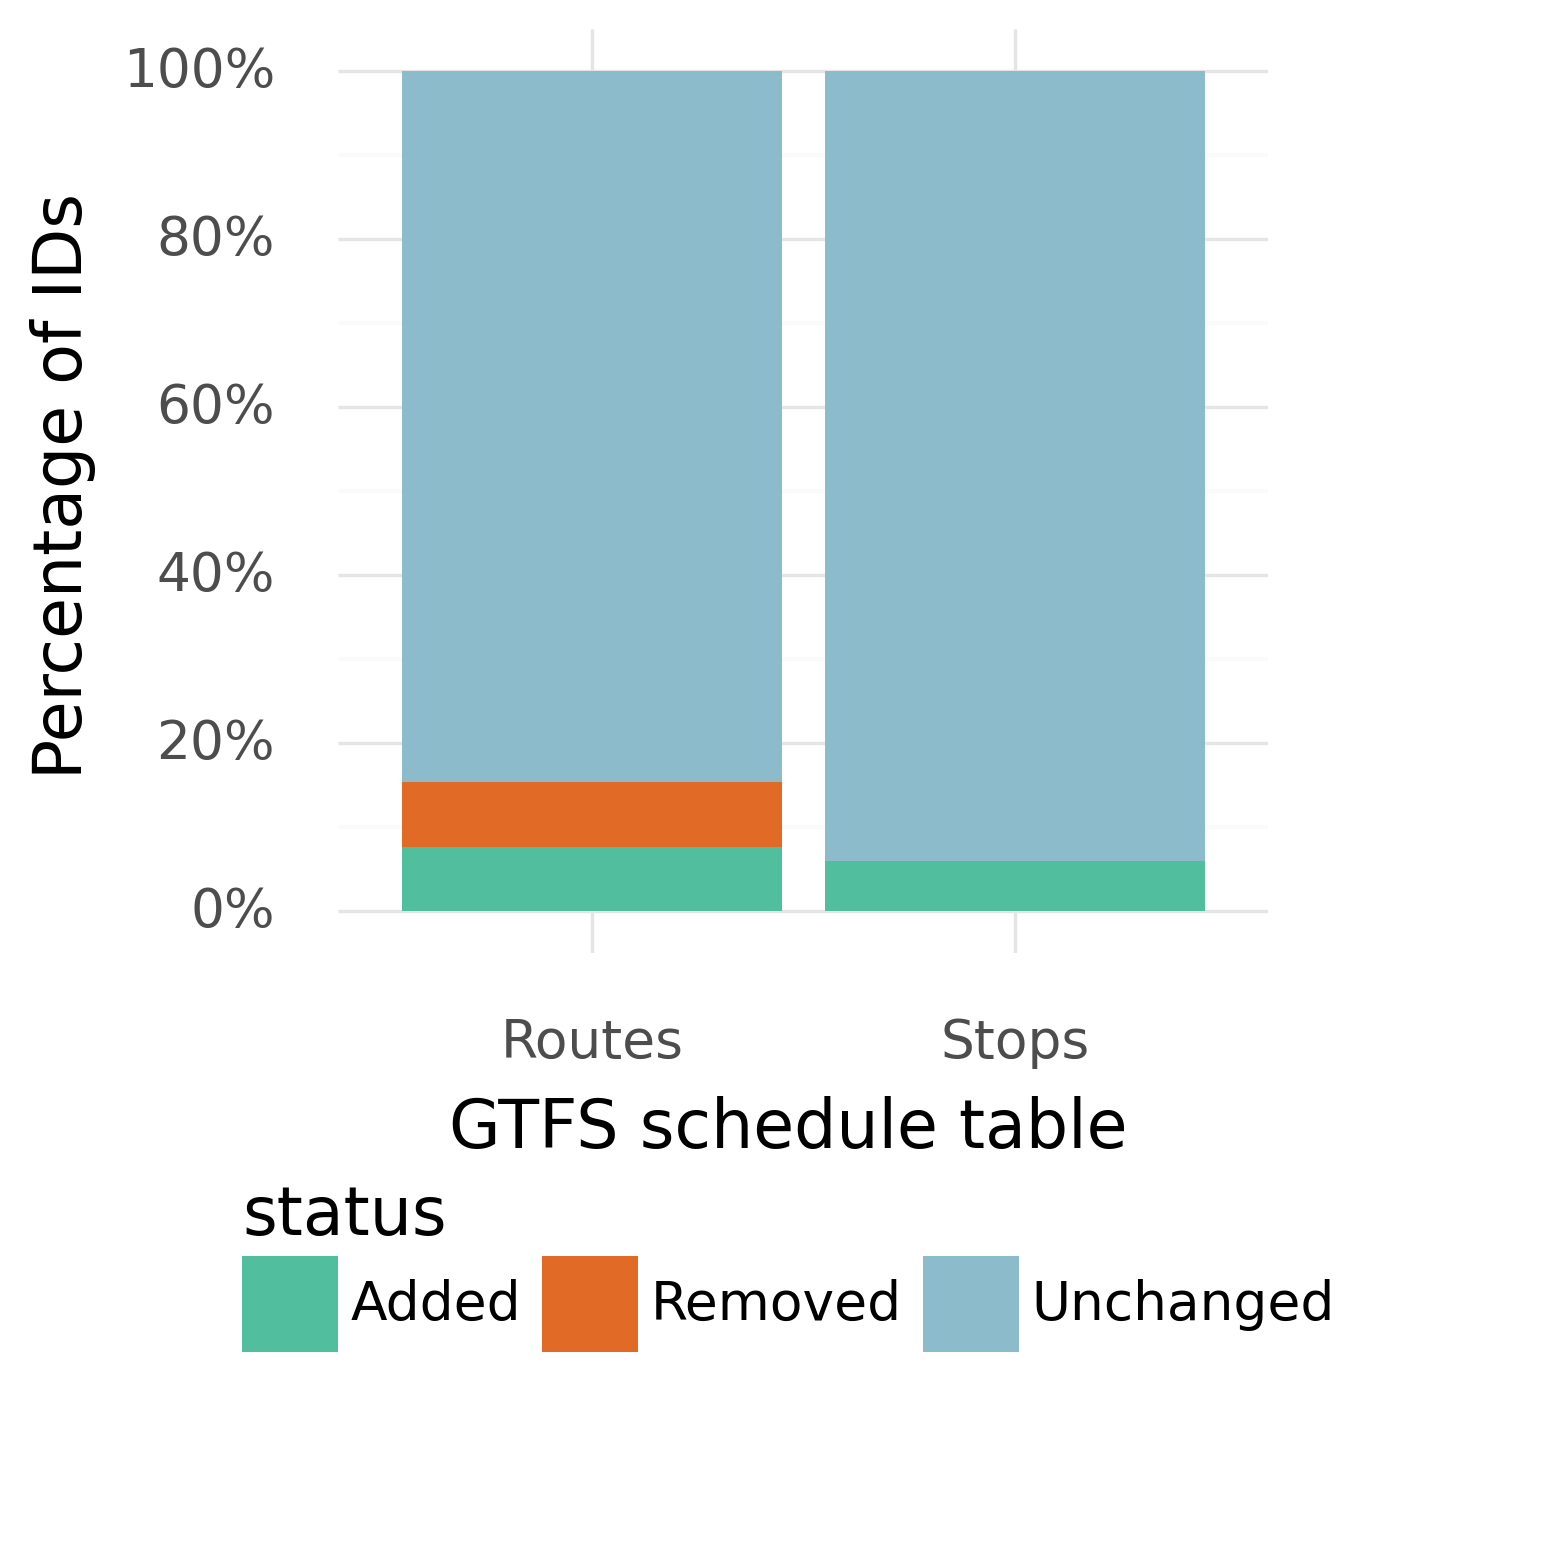 Percentage of IDs
100%
80%
60%
40%
20%
0%
Routes Stops
GTFS schedule table
status
Added Removed Unchanged